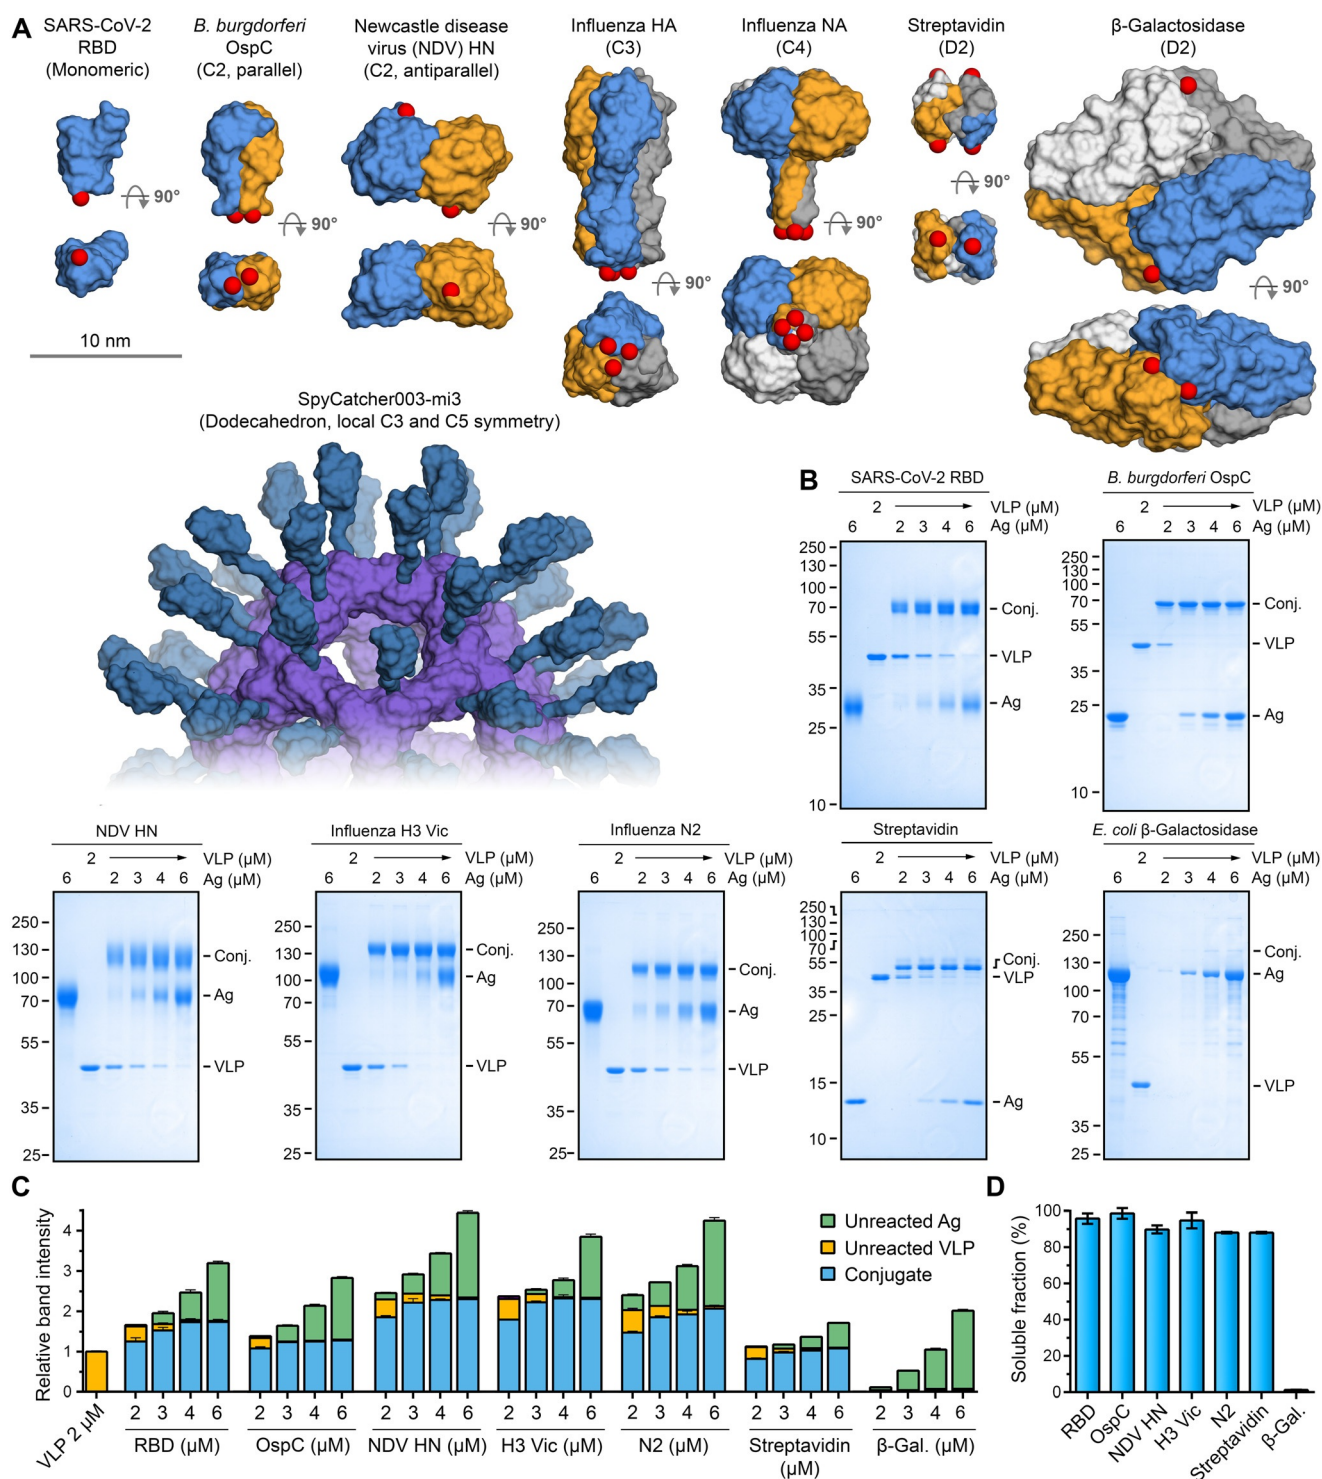 A
SARS-CoV-2
RBD
(Monomeric)
B. burgdorferi
OspC
(C2, parallel)
Newcastle disease
virus (NDV) HN
(C2, antiparallel)
Influenza HA
(C3)
Influenza NA
(C4)
Streptavidin
(D2)
β-Galactosidase
(D2)
90°
90°
90°
90°
90°
90°
90°
10 nm
SpyCatcher003-mi3
(Dodecahedron, local C3 and C5 symmetry)
B
SARS-CoV-2 RBD
2 VLP (µM)
6 2 3 4 6 Ag (µM)
250
130
100
70
55
35
25
10
Conj.
VLP
Ag
B. burgdorferi OspC
2 VLP (µM)
6 2 3 4 6 Ag (µM)
250
130
100
70
55
35
25
10
Conj.
VLP
Ag
NDV HN
2 VLP (µM)
6 2 3 4 6 Ag (µM)
250
130
100
70
55
35
25
Conj.
Ag
VLP
Influenza H3 Vic
2 VLP (µM)
6 2 3 4 6 Ag (µM)
250
130
100
70
55
35
25
Conj.
Ag
VLP
Influenza N2
2 VLP (µM)
6 2 3 4 6 Ag (µM)
250
130
100
70
55
35
25
Conj.
Ag
VLP
Streptavidin
2 VLP (µM)
6 2 3 4 6 Ag (µM)
250
130
100
70
55
35
25
15
10
Conj.
VLP
Ag
E. coli β-Galactosidase
2 VLP (µM)
6 2 3 4 6 Ag (µM)
250
130
100
70
55
35
25
Conj.
Ag
VLP
C
Relative band intensity
4
3
2
1
0
Unreacted Ag
Unreacted VLP
Conjugate
VLP 2 µM
2 3 4 6
RBD (µM)
2 3 4 6
OspC (µM)
2 3 4 6
NDV HN (µM)
2 3 4 6
H3 Vic (µM)
2 3 4 6
N2 (µM)
2 3 4 6
Streptavidin
(µM)
2 3 4 6
β-Gal. (µM)
D
Soluble fraction (%)
100
80
60
40
20
0
RBD
OspC
NDV HN
H3 Vic
N2
Streptavidin
β-Gal.